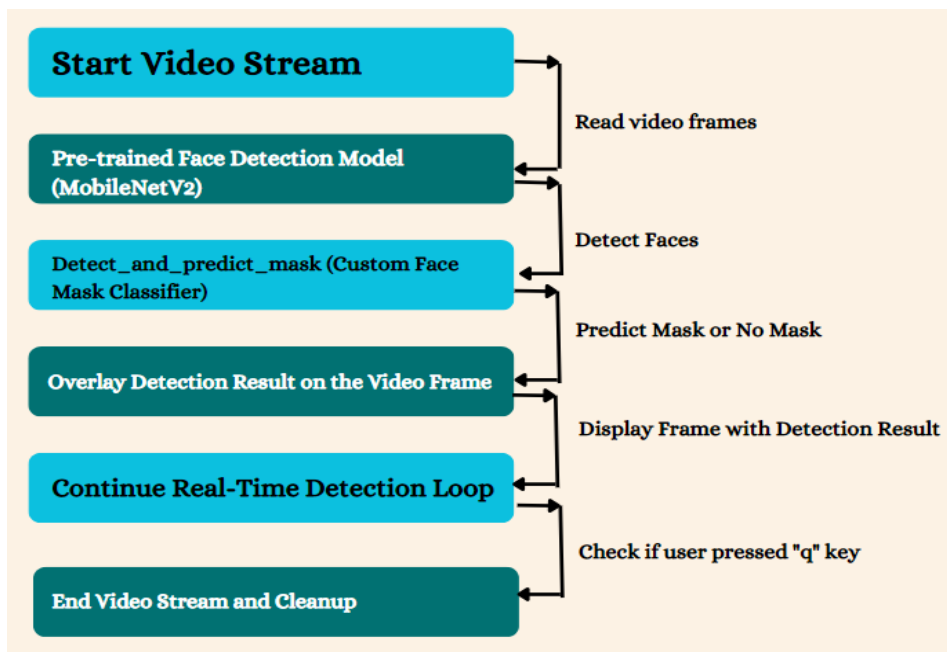 Start Video Stream
Read video frames
Pre-trained Face Detection Model
(MobileNetV2)
Detect Faces
Detect_and_predict_mask (Custom Face
Mask Classifier)
Predict Mask or No Mask
Overlay Detection Result on the Video Frame
Display Frame with Detection Result
Continue Real-Time Detection Loop
Check if user pressed "q" key
End Video Stream and Cleanup